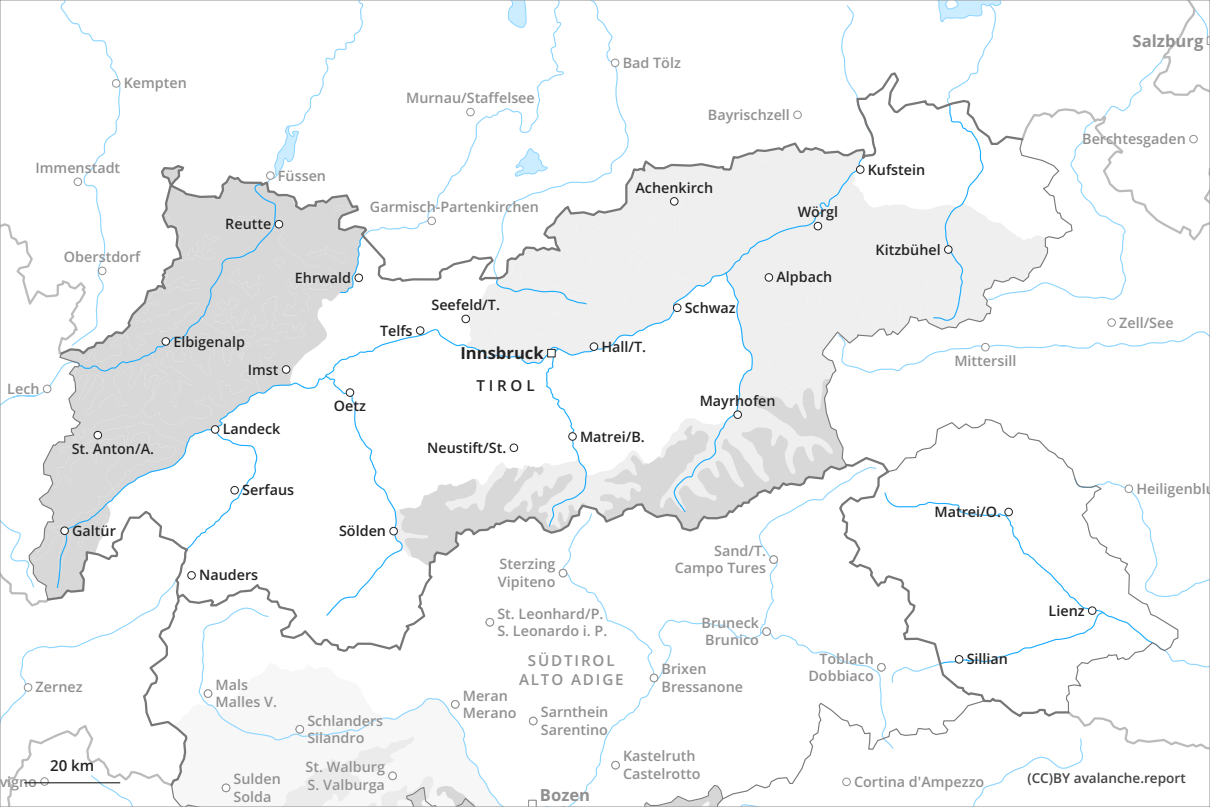 Salzburg
Bad Tölz
Kempten
Murnau/Staffelsee
Bayrischzell
Berchtesgaden
Immenstadt
Füssen
Kufstein
Achenkirch
Garmisch-Partenkirchen
Wörgl
Reutte
Kitzbühel
Oberstdorf
Ehrwald
Alpbach
Seefeld/T.
Schwaz
Zell/See
Telfs
Elbigenalp
Innsbruck
Hall/T.
Mittersill
Imst
TIROL
Lech
Oetz
Mayrhofen
Landeck
Matrei/B.
St. Anton/A.
Neustift/St.
Serfaus
Heiligenblu
Matrei/O.
Galtür
Sölden
Sand/T.
Campo Tures
Sterzing
Vipiteno
Nauders
Lienz
St. Leonhard/P.
S. Leonardo i. P.
Bruneck
Brunico
SÜDTIROL
ALTO ADIGE
Toblach
Dobbiaco
Sillian
Brixen
Bressanone
Zernez
Mals
Malles V.
Meran
Merano
Sarnthein
Sarentino
Schlanders
Silandro
Kastelruth
Castelrotto
20 km
St. Walburg
S. Valburga
vigno
Sulden
Solda
Cortina d'Ampezzo
(CC)BY avalanche.report
Bozen